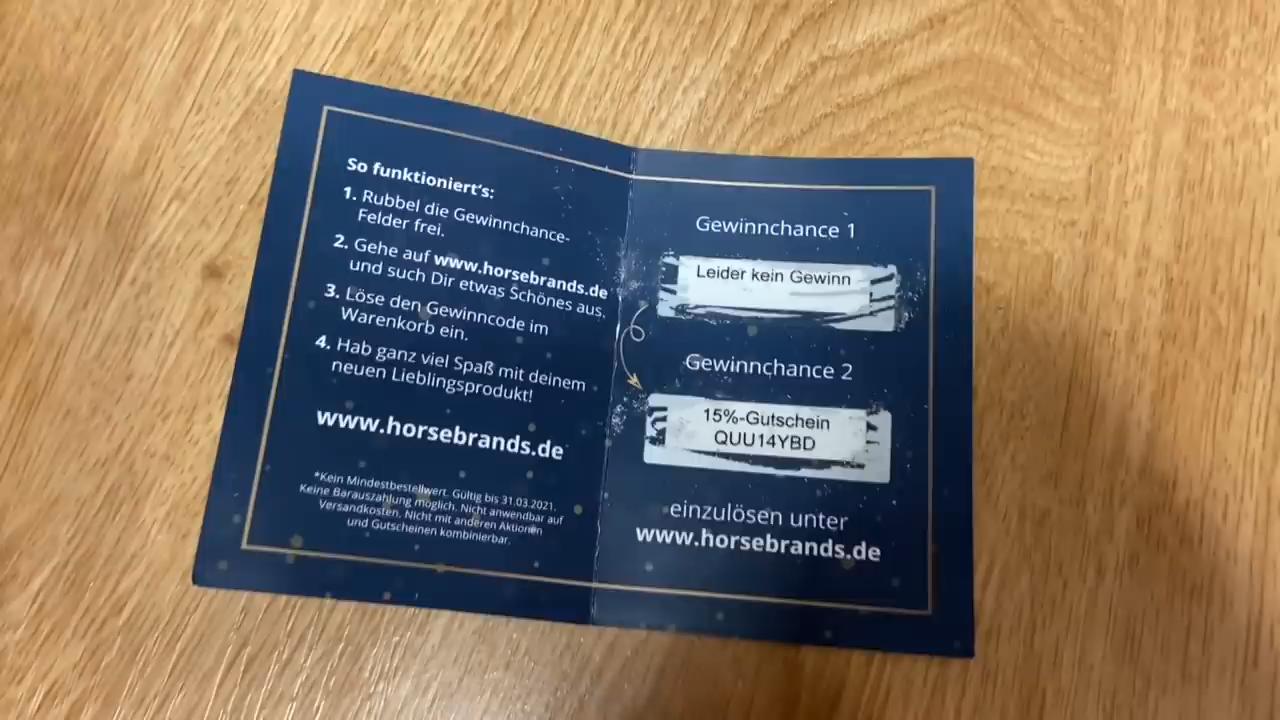 So funktioniert's:
1. Rubbel die Gewinnchance-
Felder frei.
2. Gehe auf www.horsebrands.de
und such Dir etwas Schönes aus.
3. Löse den Gewinncode im
Warenkorb ein.
4. Hab ganz viel Spaß mit deinem
neuen Lieblingsprodukt!
www.horsebrands.de
*Kein Mindestbestellwert. Gültig bis 31.03.2021.
Keine Barauszahlung möglich. Nicht anwendbar auf
Versandkosten. Nicht mit anderen Aktionen
und Gutscheinen kombinierbar.
Gewinnchance 1
Leider kein Gewinn
Gewinnchance 2
15%-Gutschein
QUU14YBD
einzulösen unter
www.horsebrands.de